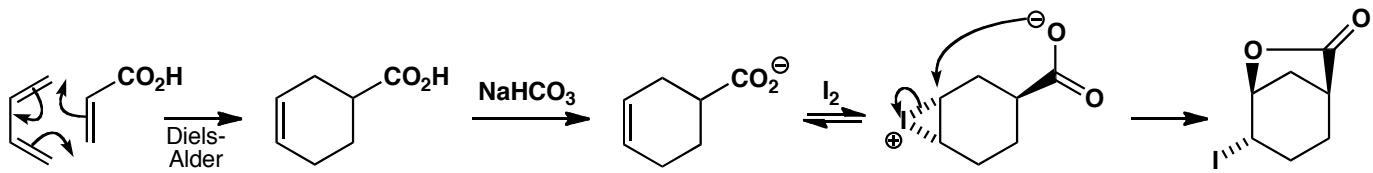 CO2H
Diels-
Alder
CO2H
NaHCO3
CO2⊖
I2
I
⊕
⊖
O
O
O
O
I